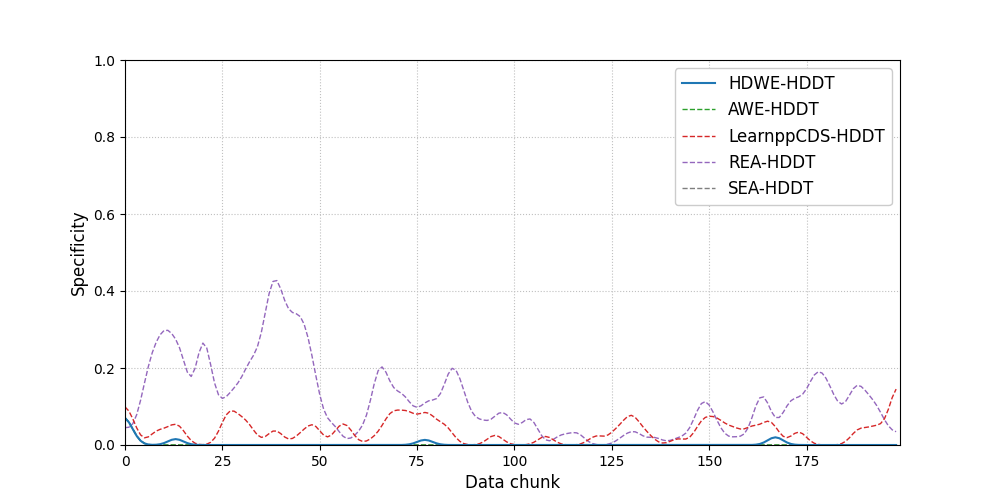 1.0
0.8
0.6
0.4
0.2
0.0
Specificity
0 25 50 75 100 125 150 175
Data chunk
HDWE-HDDT
AWE-HDDT
LearnppCDS-HDDT
REA-HDDT
SEA-HDDT